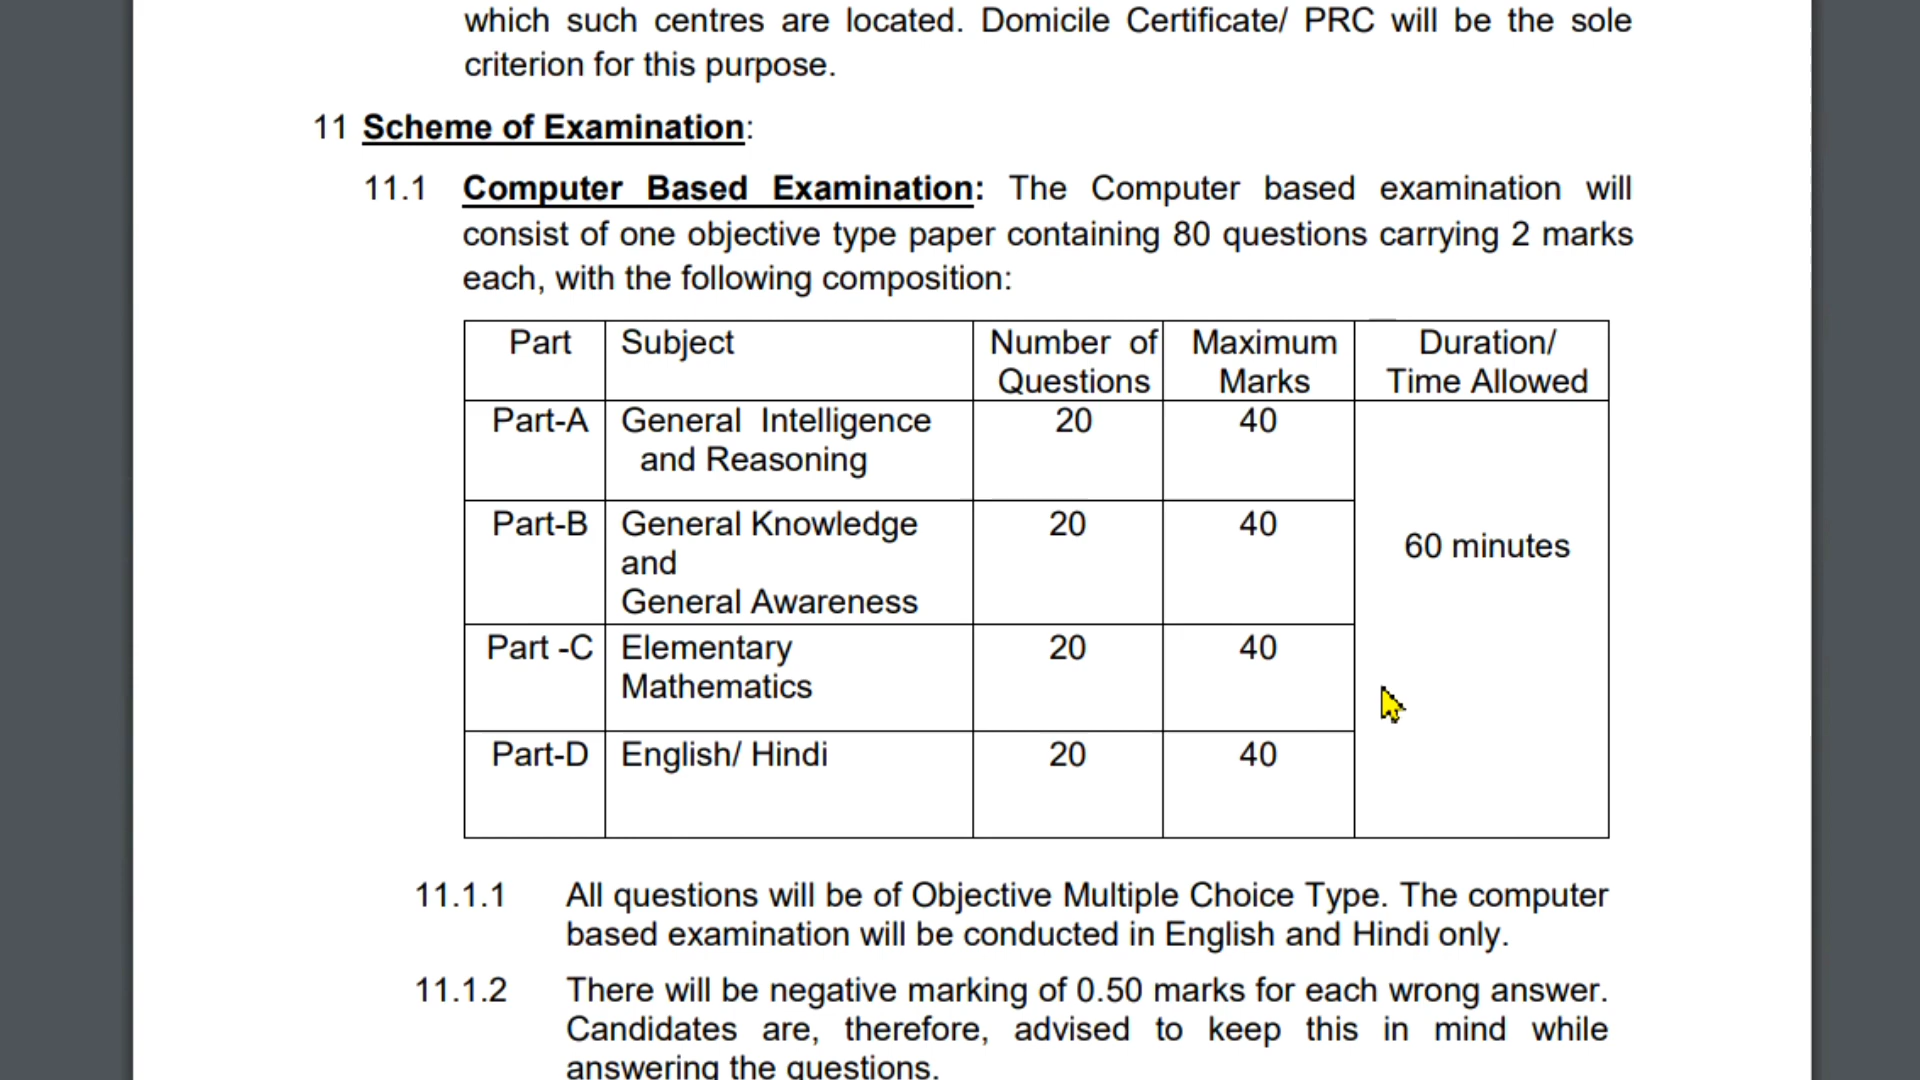 which such centres are located. Domicile Certificate/ PRC will be the sole
criterion for this purpose.
11 Scheme of Examination:
11.1 Computer Based Examination: The Computer based examination will
consist of one objective type paper containing 80 questions carrying 2 marks
each, with the following composition:
Part Subject Number of Questions Maximum Marks Duration/ Time Allowed
Part-A General Intelligence and Reasoning 20 40
Part-B General Knowledge and General Awareness 20 40 60 minutes
Part -C Elementary Mathematics 20 40
Part-D English/ Hindi 20 40
11.1.1 All questions will be of Objective Multiple Choice Type. The computer
based examination will be conducted in English and Hindi only.
11.1.2 There will be negative marking of 0.50 marks for each wrong answer.
Candidates are, therefore, advised to keep this in mind while
answering the questions.